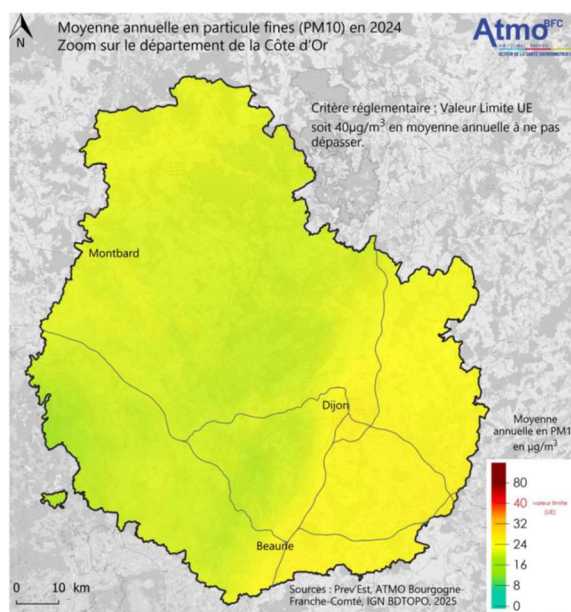 Moyenne annuelle en particule fines (PM10) en 2024
Zoom sur le département de la Côte d'Or
N
Atmo BFC
Critère réglementaire : Valeur Limite UE
soit 40µg/m³ en moyenne annuelle à ne pas
dépasser.
Montbard
Dijon
Beaune
Moyenne
annuelle en PM1
en µg/m³
80
40 valeur limite
(UE)
32
24
16
8
0
0 10 km
Sources : Prev'Est, ATMO Bourgogne-
Franche-Comté, IGN BDTOPO, 2025